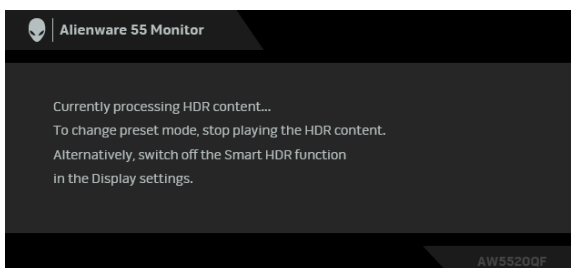 Alienware 55 Monitor
Currently processing HDR content...
To change preset mode, stop playing the HDR content.
Alternatively, switch off the Smart HDR function
in the Display settings.
AW5520QF